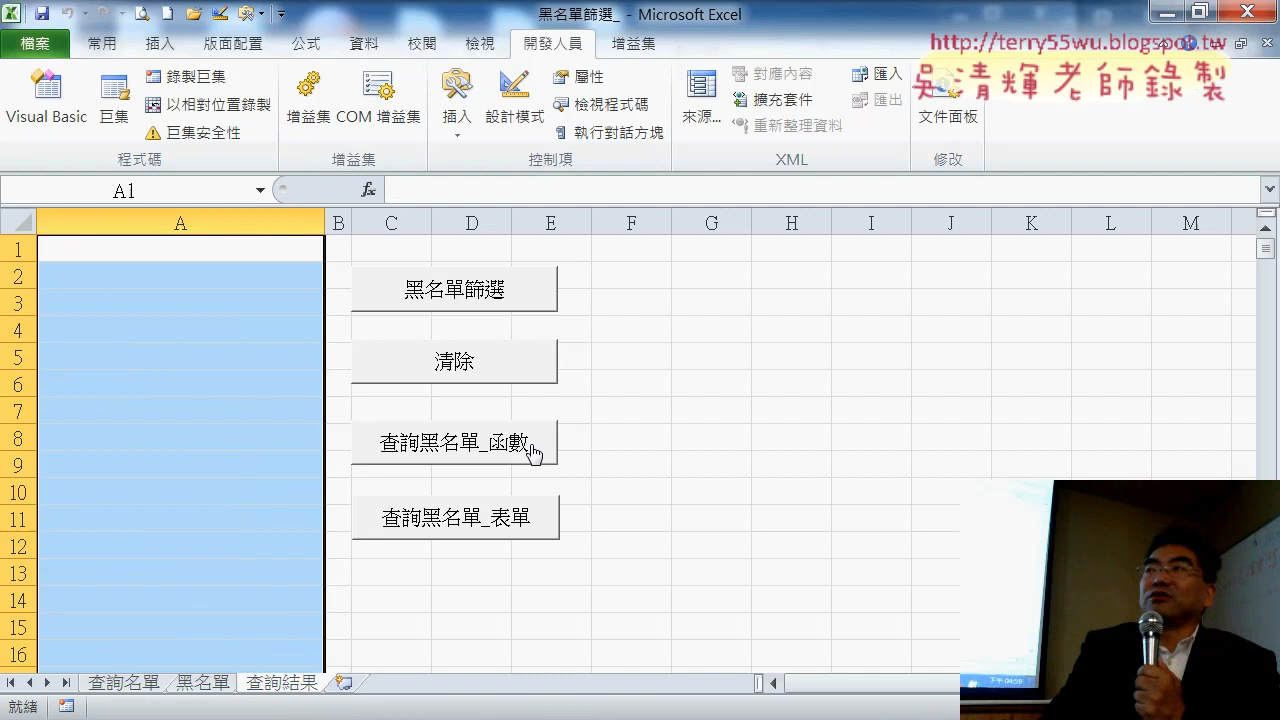 黑名單篩選_ - Microsoft Excel
檔案 常用 插入 版面配置 公式 資料 校閱 檢視 開發人員 增益集
http://terry55wu.blogspot.tw
吳清輝老師錄製
Visual Basic 巨集 錄製巨集 以相對位置錄製 巨集安全性
程式碼
增益集 COM 增益集
增益集
插入 設計模式 屬性 檢視程式碼 執行對話方塊
控制項
來源... 對應內容 擴充套件 重新整理資料 匯入 匯出
XML
文件面板
修改
A1 fx
A B C D E F G H I J K L M
1
2
3
4
5
6
7
8
9
10
11
12
13
14
15
16
黑名單篩選
清除
查詢黑名單_函數
查詢黑名單_表單
查詢名單 黑名單 查詢結果
就緒
下午 04:59